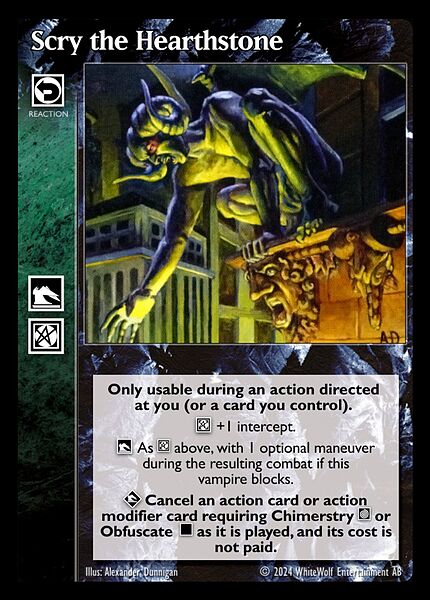 Scry the Hearthstone
REACTION
A.D.
Only usable during an action directed
at you (or a card you control).
+1 intercept.
As above, with 1 optional maneuver
during the resulting combat if this
vampire blocks.
Cancel an action card or action
modifier card requiring Chimerstry or
Obfuscate as it is played, and its cost is
not paid.
Illus: Alexander Dunnigan
© 2024 WhiteWolf Entertainment AB